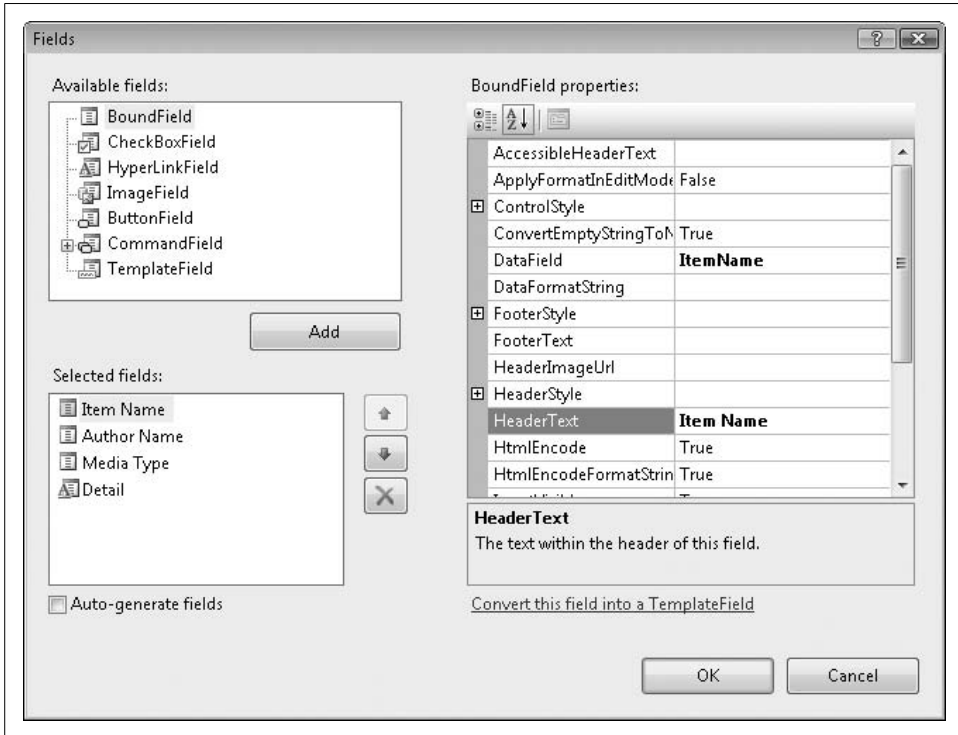 Fields
Available fields:
BoundField
CheckBoxField
HyperLinkField
ImageField
ButtonField
CommandField
TemplateField
Add
Selected fields:
Item Name
Author Name
Media Type
Detail
Auto-generate fields
BoundField properties:
AccessibleHeaderText
ApplyFormatInEditMode False
ControlStyle
ConvertEmptyStringToN True
DataField ItemName
DataFormatString
FooterStyle
FooterText
HeaderImageUrl
HeaderStyle
HeaderText Item Name
HtmlEncode True
HtmlEncodeFormatStrin True
HeaderText
The text within the header of this field.
Convert this field into a TemplateField
OK
Cancel